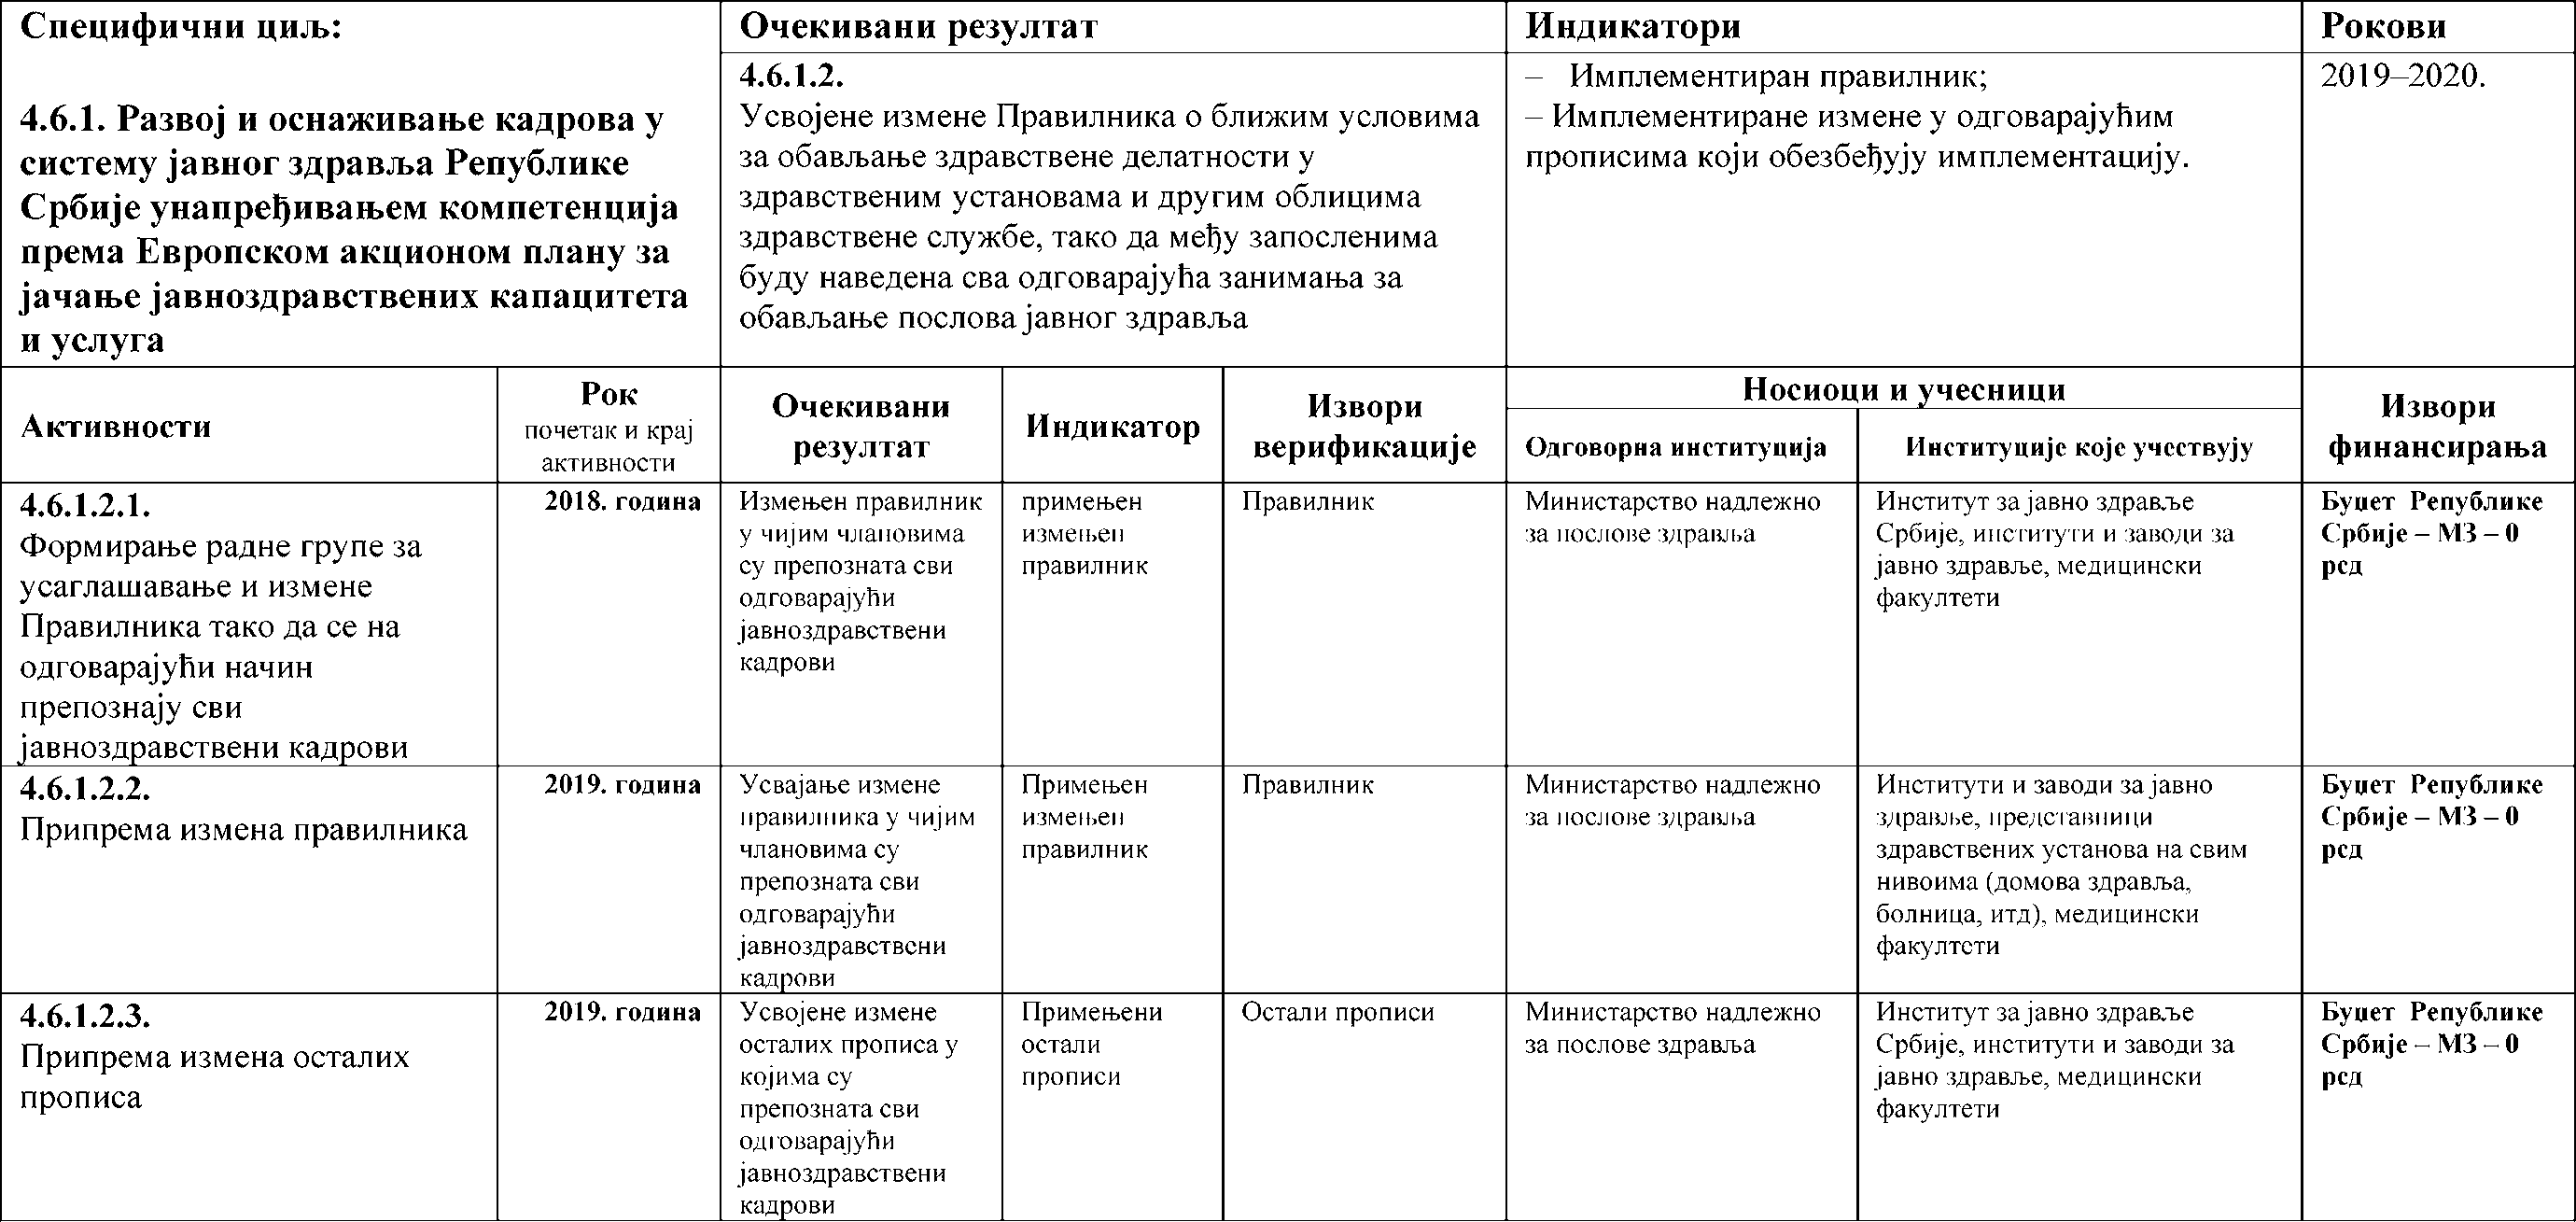 Специфични циљ:
4.6.1. Развој и оснаживање кадрова у
систему јавног здравља Републике
Србије унапређивањем компетенција
према Европском акционом плану за
јачање јавноздравствених капацитета
и услуга
Очекивани резултат
4.6.1.2.
Усвојене измене Правилника о ближим условима
за обављање здравствене делатности у
здравственим установама и другим облицима
здравствене службе, тако да међу запосленима
буду наведена сва одговарајућа занимања за
обављање послова јавног здравља
Индикатори
– Имплементиран правилник;
– Имплементиране измене у одговарајућим
прописима који обезбеђују имплементацију.
Рокови
2019–2020.
Активности
Рок
почетак и крај
активности
Очекивани
резултат
Индикатор
Извори
верификације
Носиоци и учесници
Одговорна институција
Институције које учествују
Извори
финансирања
4.6.1.2.1.
Формирање радне групе за
усаглашавање и измене
Правилника тако да се на
одговарајући начин
препознају сви
јавноздравствени кадрови
2018. година
Измењен правилник
у чијим члановима
су препозната сви
одговарајући
јавноздравствени
кадрови
примењен
измењен
правилник
Правилник
Министарство надлежно
за послове здравља
Институт за јавно здравље
Србије, институти и заводи за
јавно здравље, медицински
факултети
Буџет Републике
Србије – МЗ – 0
рсд
4.6.1.2.2.
Припрема измена правилника
2019. година
Усвајање измене
правилника у чијим
члановима су
препозната сви
одговарајући
јавноздравствени
кадрови
Примењен
измењен
правилник
Правилник
Министарство надлежно
за послове здравља
Институти и заводи за јавно
здравље, представници
здравствених установа на свим
нивоима (домова здравља,
болница, итд), медицински
факултети
Буџет Републике
Србије – МЗ – 0
рсд
4.6.1.2.3.
Припрема измена осталих
прописа
2019. година
Усвојене измене
осталих прописа у
којима су
препозната сви
одговарајући
јавноздравствени
кадрови
Примењени
остали
прописи
Остали прописи
Министарство надлежно
за послове здравља
Институт за јавно здравље
Србије, институти и заводи за
јавно здравље, медицински
факултети
Буџет Републике
Србије – МЗ – 0
рсд